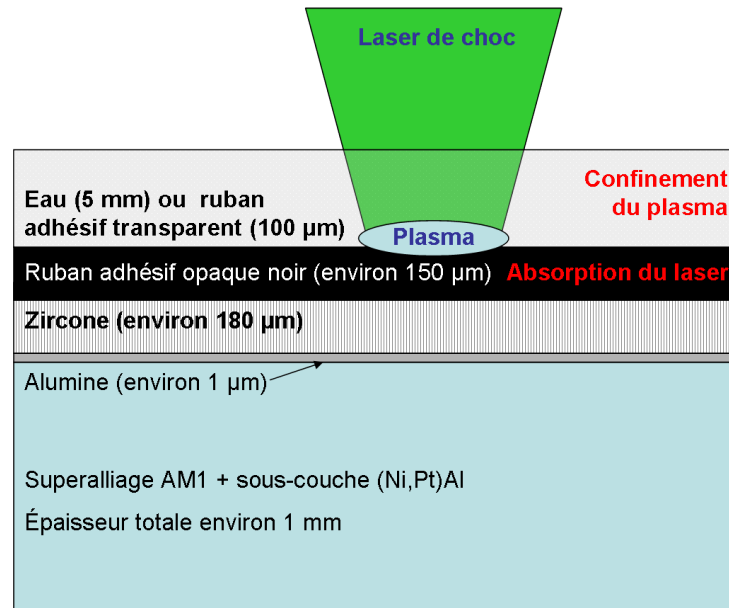 Laser de choc
Eau (5 mm) ou ruban
adhésif transparent (100 µm)
Confinement
du plasma
Plasma
Ruban adhésif opaque noir (environ 150 µm)
Absorption du laser
Zircone (environ 180 µm)
Alumine (environ 1 µm)
Superalliage AM1 + sous-couche (Ni,Pt)Al
Épaisseur totale environ 1 mm